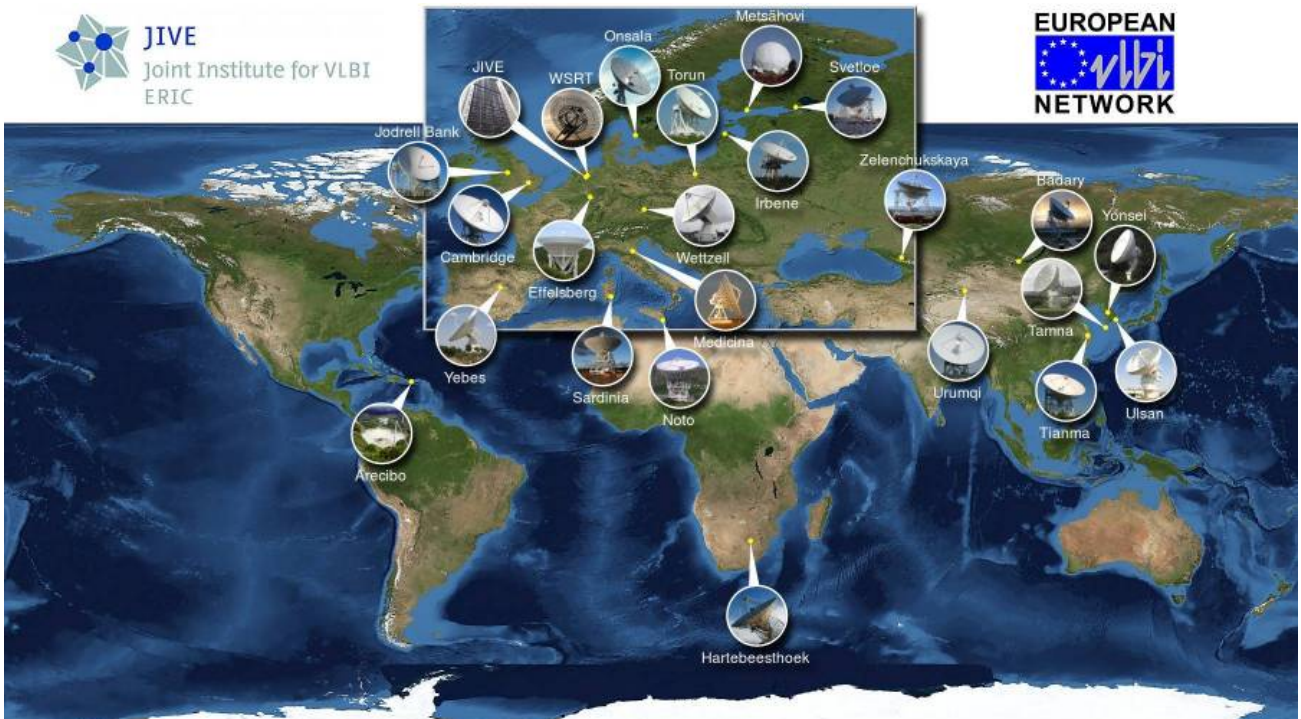 JIVE
Joint Institute for VLBI
ERIC
EUROPEAN
vlbi
NETWORK
Metsähovi
Onsala
JIVE
WSRT
Torun
Svetloe
Jodrell Bank
Zelenchukskaya
Badary
Yonsei
Irbene
Cambridge
Wettzell
Effelsberg
Tamna
Medicina
Yebes
Sardinia
Noto
Urumqi
Ulsan
Tianma
Arecibo
Hartebeesthoek